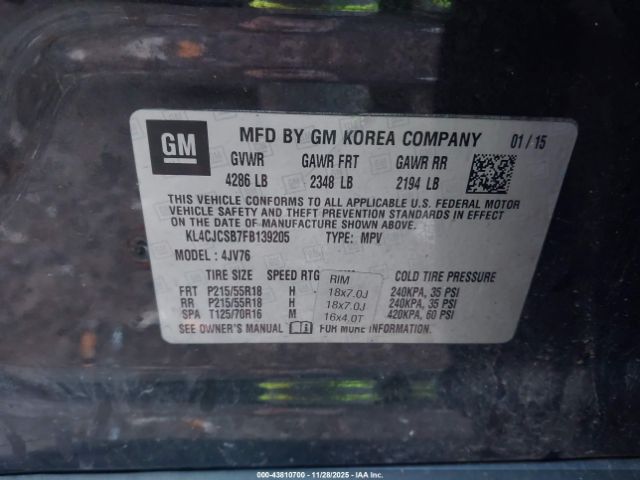 GM MFD BY GM KOREA COMPANY 01 / 15
GVWR GAWR FRT GAWR RR
4286 LB 2348 LB 2194 LB
THIS VEHICLE CONFORMS TO ALL APPLICABLE U.S. FEDERAL MOTOR
VEHICLE SAFETY AND THEFT PREVENTION STANDARDS IN EFFECT
ON THE DATE OF MANUFACTURE SHOWN ABOVE.
KL4CJCSB7FB139205 TYPE: MPV
MODEL : 4JV76
TIRE SIZE SPEED RTG RIM COLD TIRE PRESSURE
FRT P215/55R18 H 18x7.0J 240KPA, 35 PSI
RR P215/55R18 H 18x7.0J 240KPA, 35 PSI
SPA T125/70R16 M 16x4.0T 420KPA, 60 PSI
SEE OWNER'S MANUAL FOR MORE INFORMATION
000-43810700 - 11/28/2025 - IAA Inc.